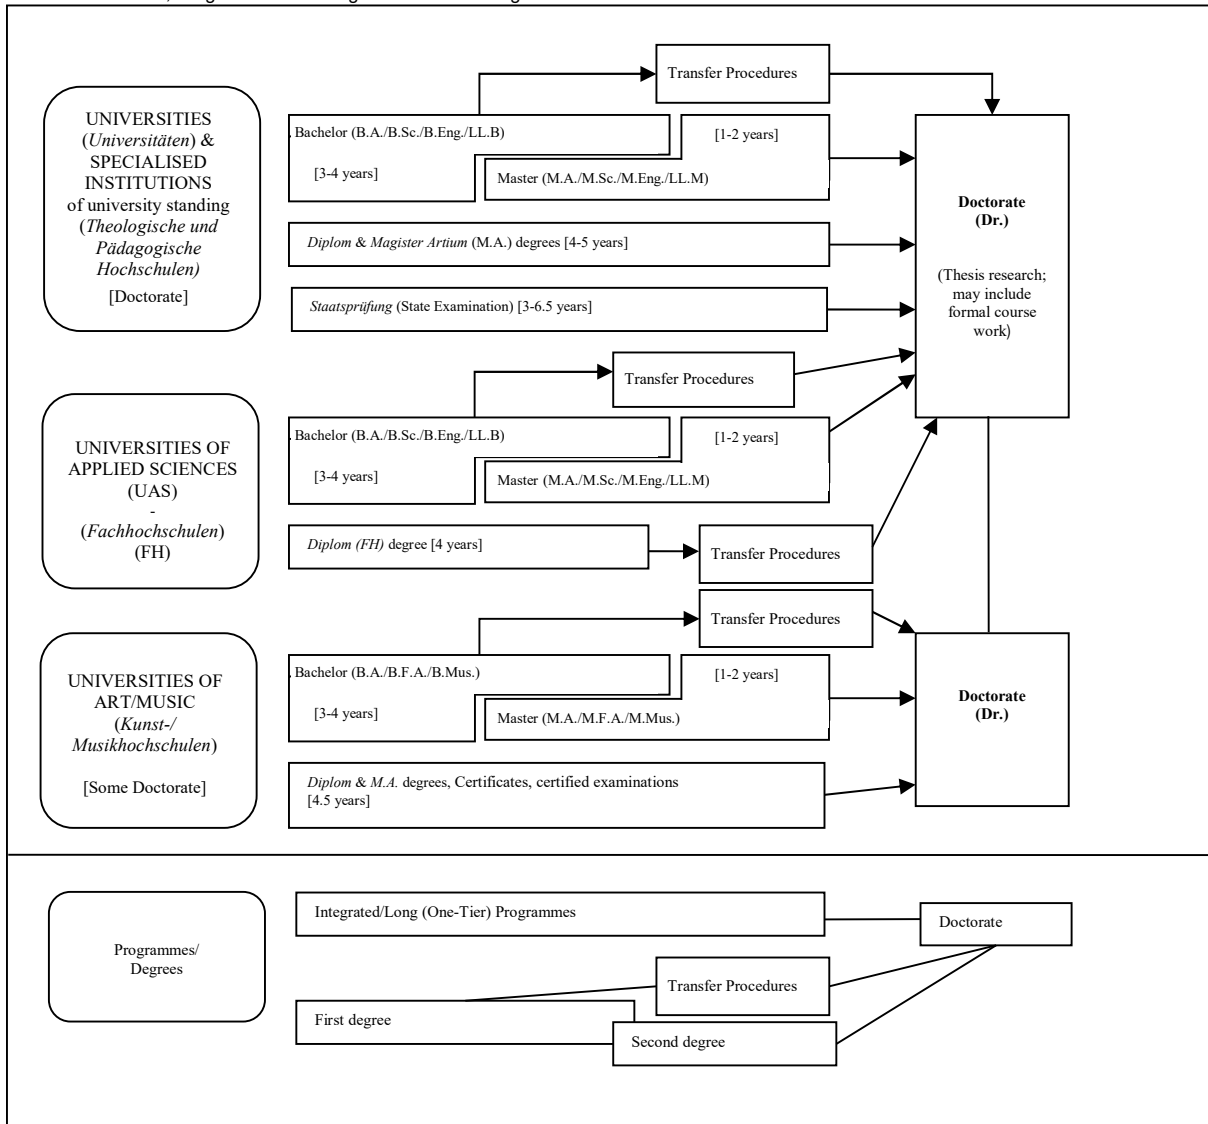 Transfer Procedures
UNIVERSITIES
(Universitäten) &
SPECIALISED
INSTITUTIONS
of university standing
(Theologische und
Pädagogische
Hochschulen)
[Doctorate]
Bachelor (B.A./B.Sc./B.Eng./LL.B)
[3-4 years]
[1-2 years]
Master (M.A./M.Sc./M.Eng./LL.M)
Diplom & Magister Artium (M.A.) degrees [4-5 years]
Staatsprüfung (State Examination) [3-6.5 years]
Doctorate
(Dr.)
(Thesis research;
may include
formal course
work)
Transfer Procedures
UNIVERSITIES OF
APPLIED SCIENCES
(UAS)
-
(Fachhochschulen)
(FH)
Bachelor (B.A./B.Sc./B.Eng./LL.B)
[3-4 years]
[1-2 years]
Master (M.A./M.Sc./M.Eng./LL.M)
Diplom (FH) degree [4 years]
Transfer Procedures
Transfer Procedures
UNIVERSITIES OF
ART/MUSIC
(Kunst-/
Musikhochschulen)
[Some Doctorate]
Bachelor (B.A./B.F.A./B.Mus.)
[3-4 years]
[1-2 years]
Master (M.A./M.F.A./M.Mus.)
Diplom & M.A. degrees, Certificates, certified examinations
[4.5 years]
Doctorate
(Dr.)
Programmes/
Degrees
Integrated/Long (One-Tier) Programmes
Doctorate
Transfer Procedures
First degree
Second degree